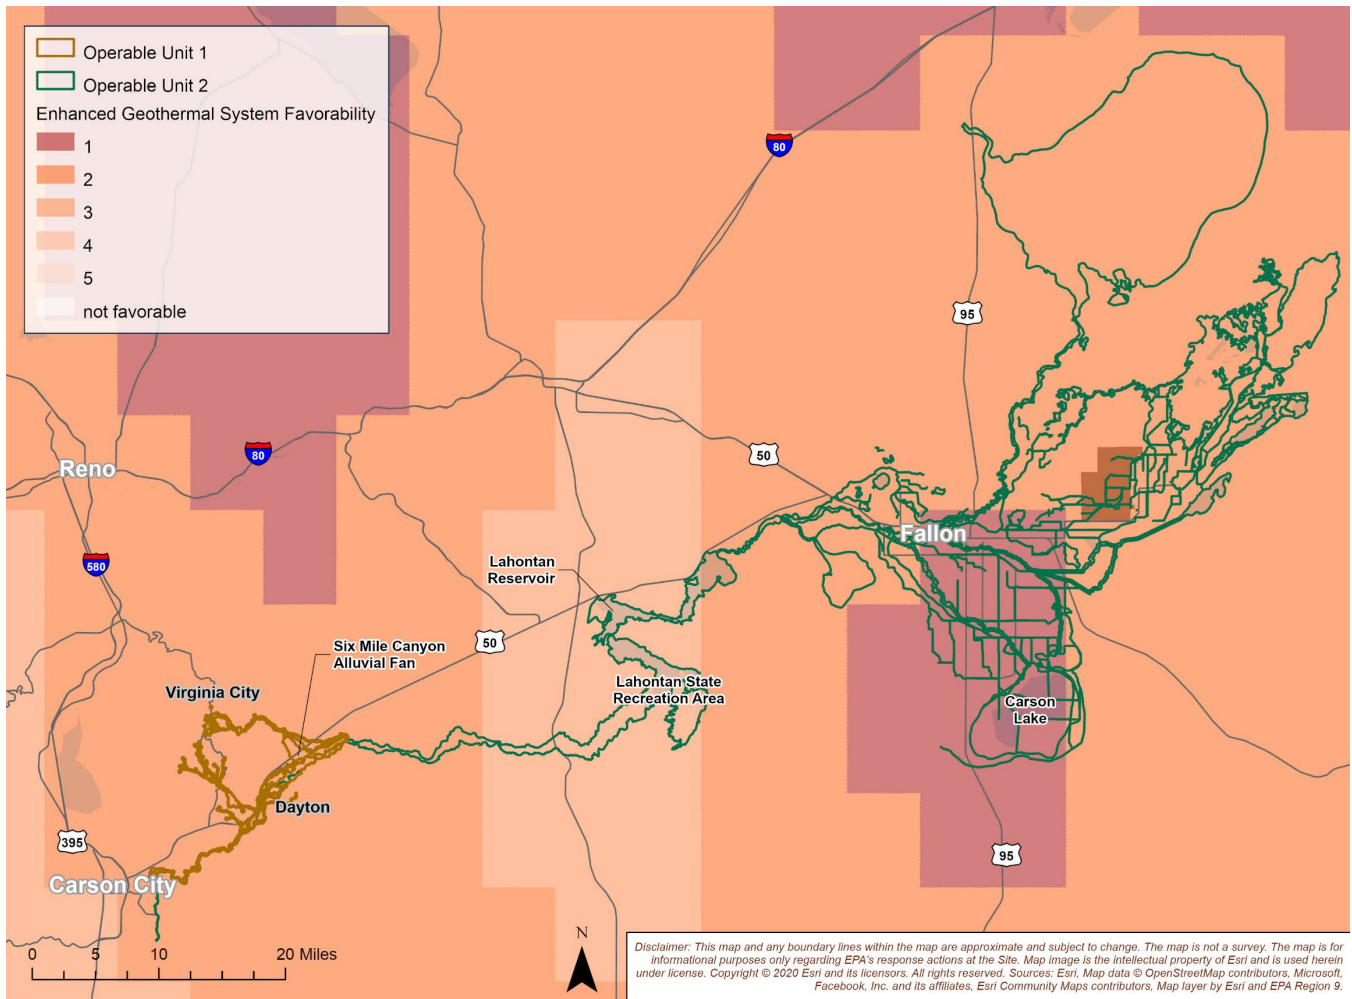 Operable Unit 1
Operable Unit 2
Enhanced Geothermal System Favorability
1
2
3
4
5
not favorable
80
95
50
Reno
80
Fallon
580
Lahontan
Reservoir
50
Six Mile Canyon
Alluvial Fan
Virginia City
Lahontan State
Recreation Area
Carson
Lake
Dayton
395
95
Carson City
N
0 5 10 20 Miles
Disclaimer: This map and any boundary lines within the map are approximate and subject to change. The map is not a survey. The map is for
informational purposes only regarding EPA's response actions at the Site. Map image is the intellectual property of Esri and is used herein
under license. Copyright © 2020 Esri and its licensors. All rights reserved. Sources: Esri, Map data © OpenStreetMap contributors, Microsoft,
Facebook, Inc. and its affiliates, Esri Community Maps contributors, Map layer by Esri and EPA Region 9.